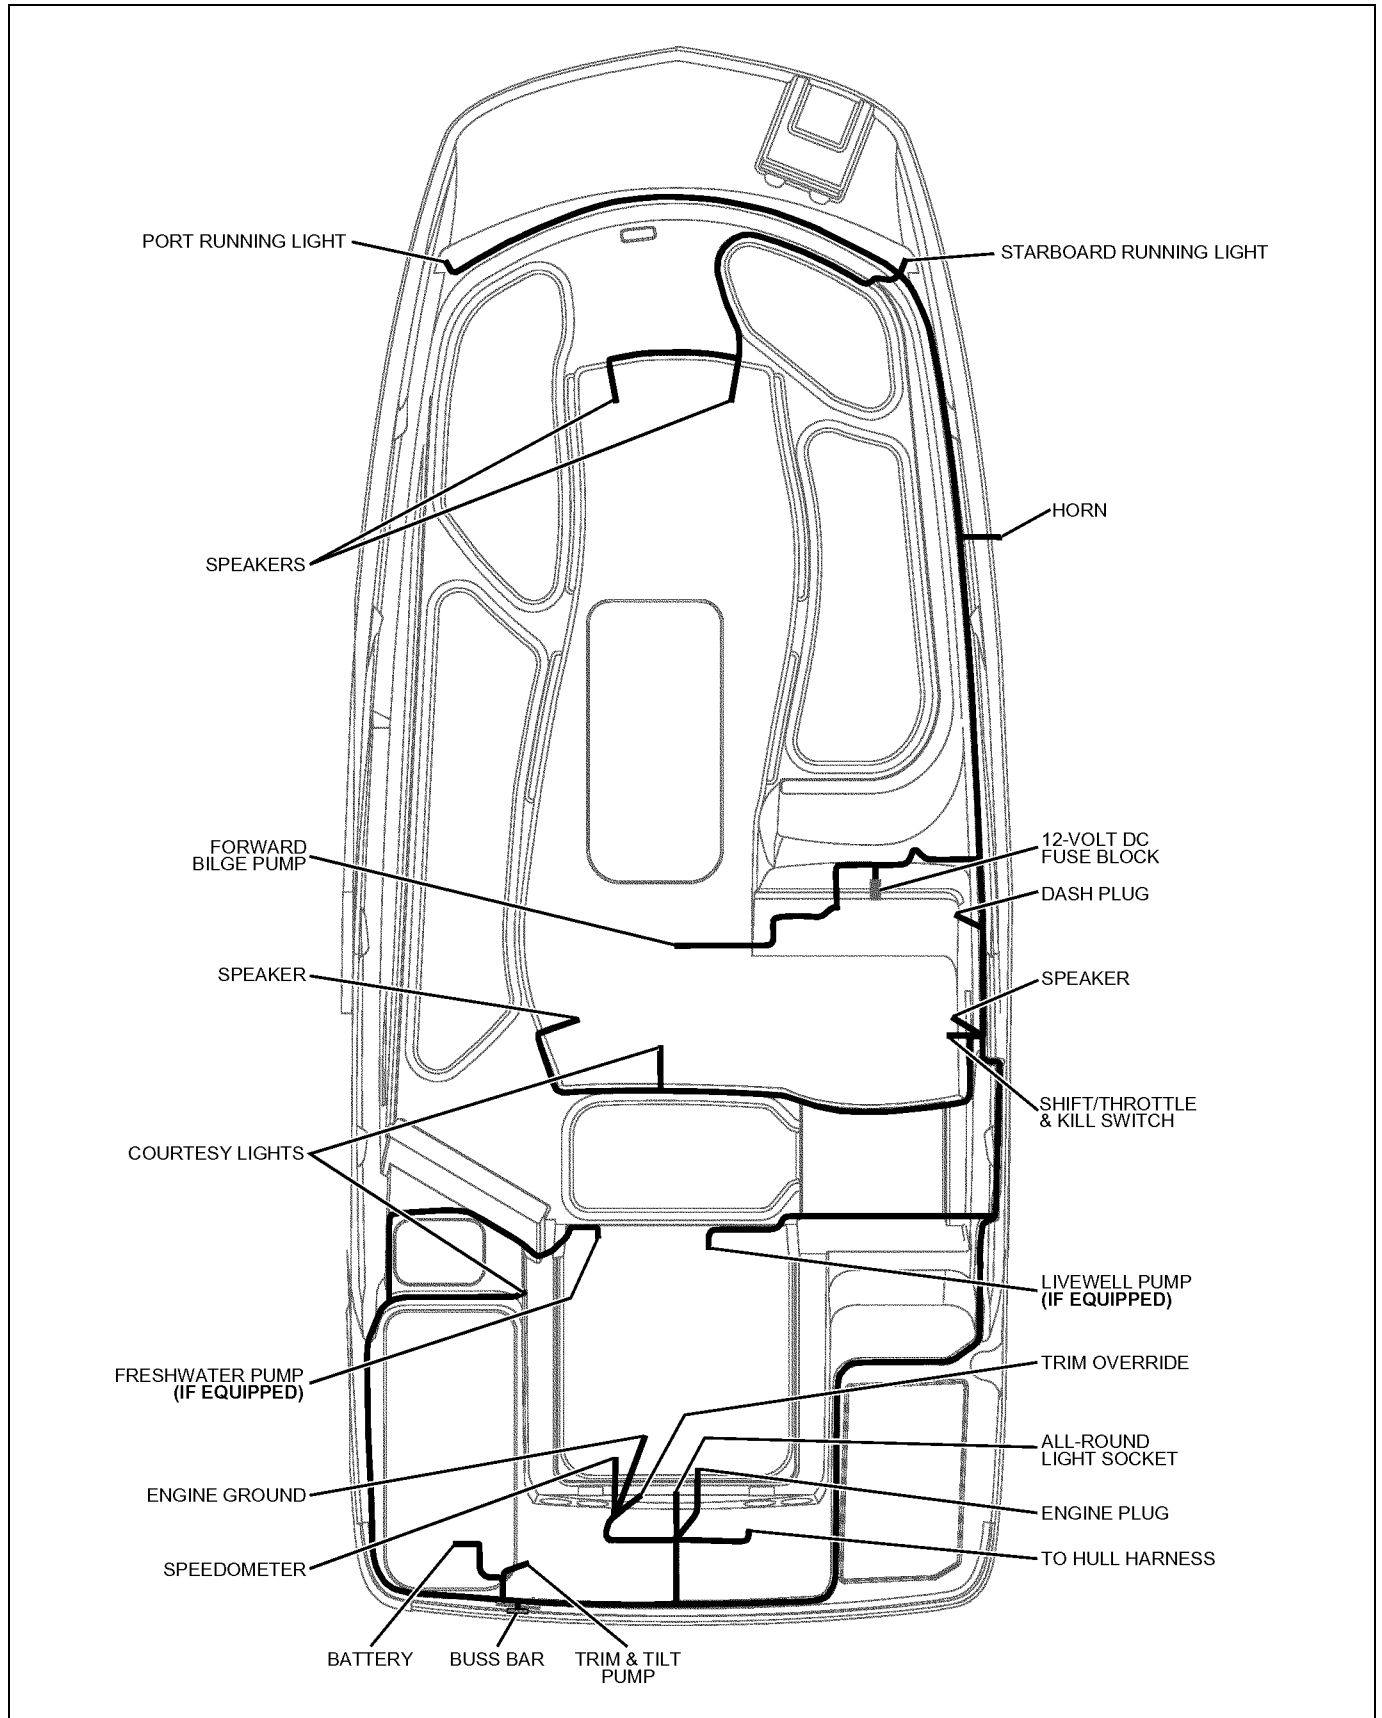 PORT RUNNING LIGHT
STARBOARD RUNNING LIGHT
HORN
SPEAKERS
FORWARD
BILGE PUMP
12-VOLT DC
FUSE BLOCK
DASH PLUG
SPEAKER
SPEAKER
SHIFT/THROTTLE
& KILL SWITCH
COURTESY LIGHTS
LIVEWELL PUMP
(IF EQUIPPED)
FRESHWATER PUMP
(IF EQUIPPED)
TRIM OVERRIDE
ALL-ROUND
LIGHT SOCKET
ENGINE GROUND
ENGINE PLUG
SPEEDOMETER
TO HULL HARNESS
BATTERY
BUSS BAR
TRIM & TILT
PUMP